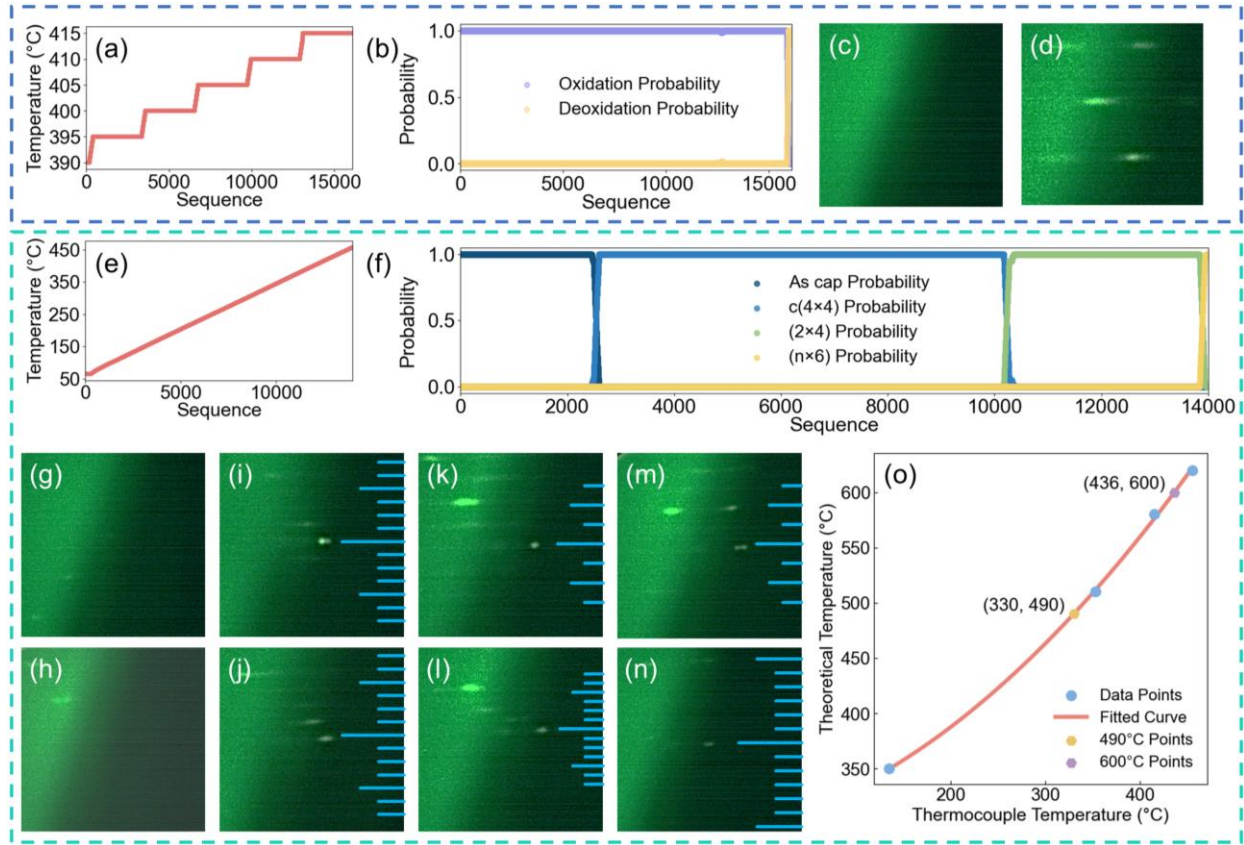 (a)
Temperature (°C)
415
410
405
400
395
390
0
5000
10000
15000
Sequence
(b)
Probability
1.0
0.5
0.0
Oxidation Probability
Deoxidation Probability
0
5000
10000
15000
Sequence
(c)
(d)
(e)
Temperature (°C)
450
350
250
150
50
0
5000
10000
Sequence
(f)
Probability
1.0
0.5
0.0
As cap Probability
c(4×4) Probability
(2×4) Probability
(n×6) Probability
0
2000
4000
6000
8000
10000
12000
14000
Sequence
(g)
(i)
(k)
(m)
(h)
(j)
(l)
(n)
(o)
Theoretical Temperature (°C)
600
550
500
450
400
350
(436, 600)
(330, 490)
Data Points
Fitted Curve
490°C Points
600°C Points
200
300
400
Thermocouple Temperature (°C)